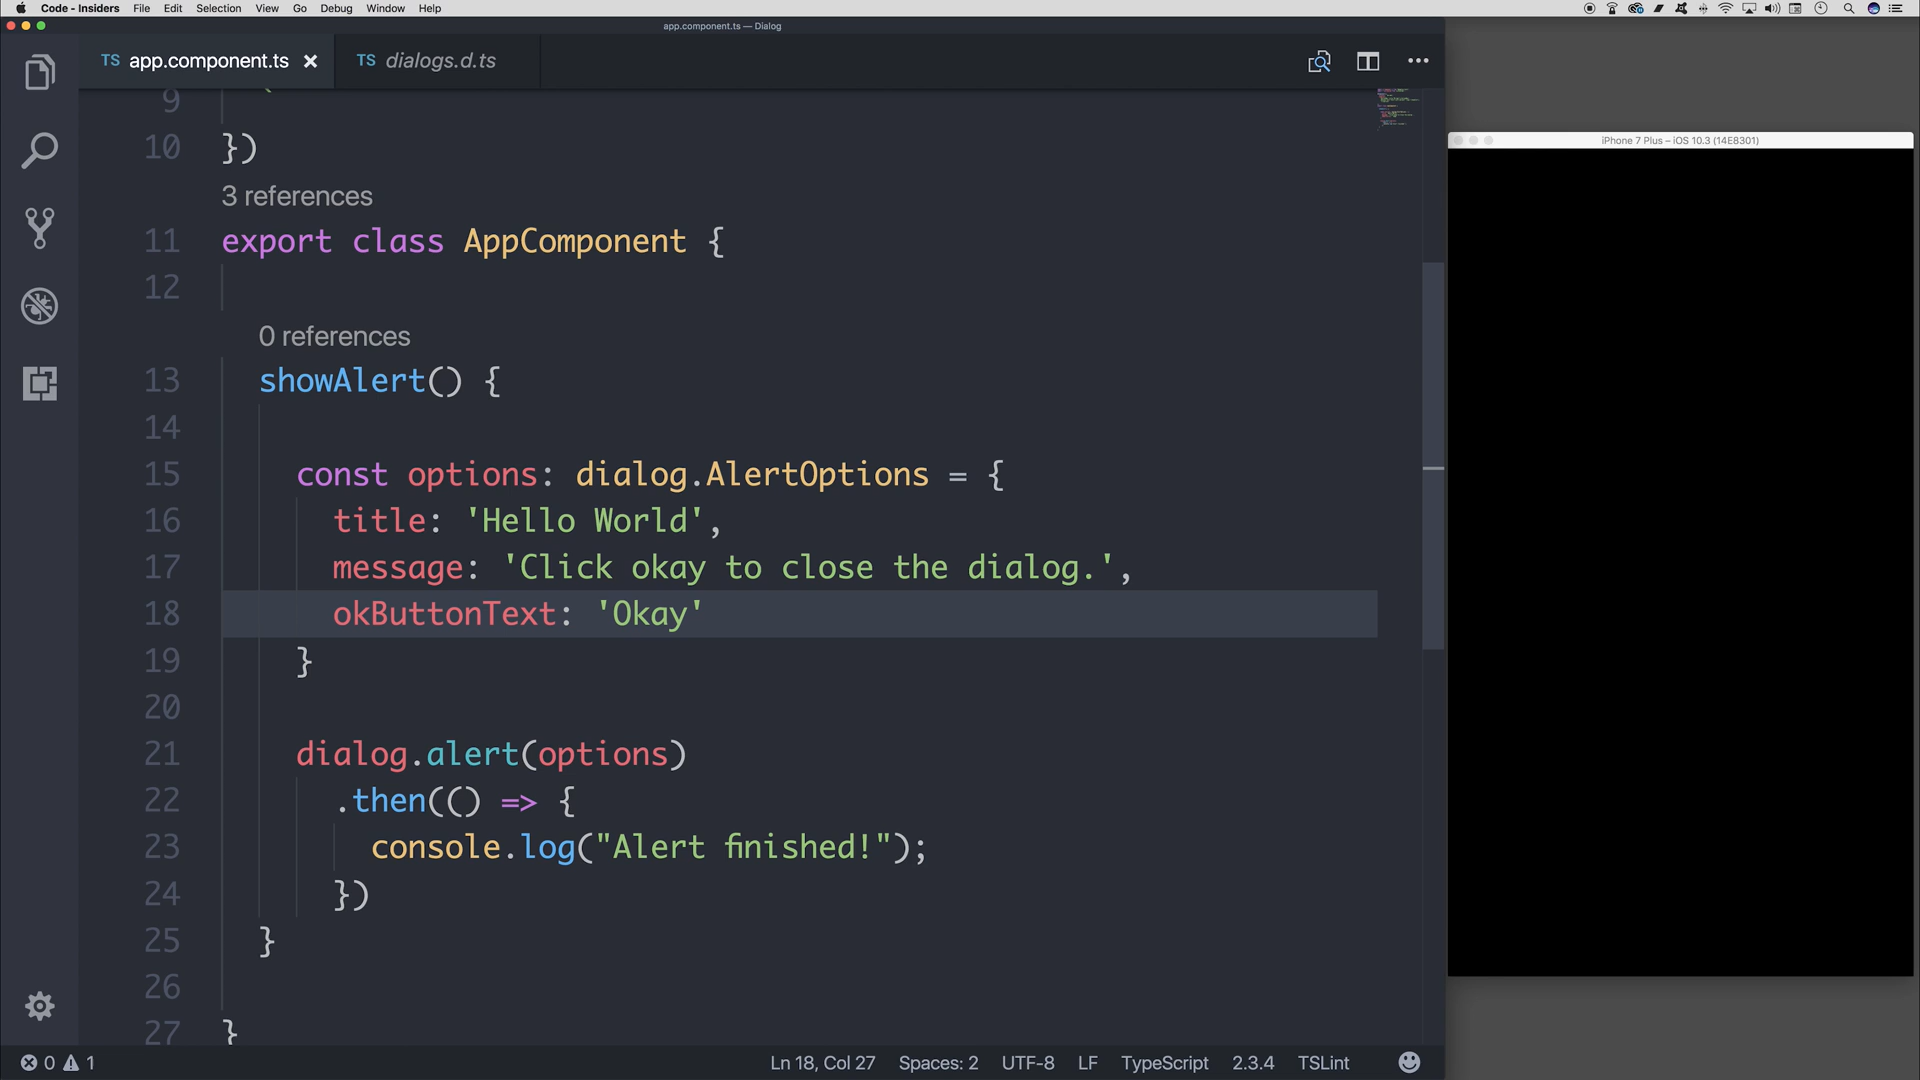 Code - Insiders File Edit Selection View Go Debug Window Help
app.component.ts — Dialog
TS app.component.ts TS dialogs.d.ts
iPhone 7 Plus – iOS 10.3 (14E8301)
9
10 })
3 references
11 export class AppComponent {
12
0 references
13 showAlert() {
14
15 const options: dialog.AlertOptions = {
16 title: 'Hello World',
17 message: 'Click okay to close the dialog.',
18 okButtonText: 'Okay'
19 }
20
21 dialog.alert(options)
22 .then(() => {
23 console.log("Alert finished!");
24 })
25 }
26
27 }
0 1 Ln 18, Col 27 Spaces: 2 UTF-8 LF TypeScript 2.3.4 TSLint